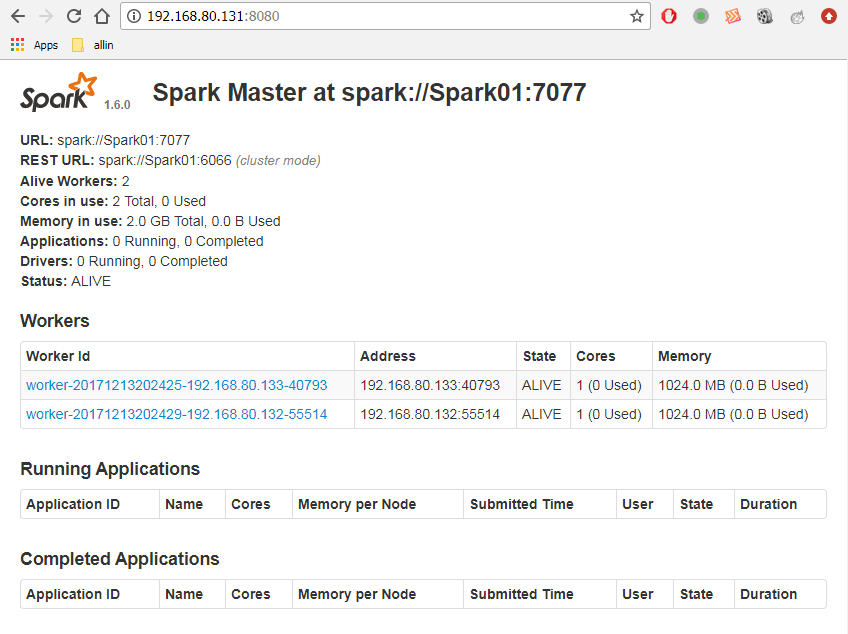 192.168.80.131:8080
Apps allin
Spark 1.6.0 Spark Master at spark://Spark01:7077
URL: spark://Spark01:7077
REST URL: spark://Spark01:6066 (cluster mode)
Alive Workers: 2
Cores in use: 2 Total, 0 Used
Memory in use: 2.0 GB Total, 0.0 B Used
Applications: 0 Running, 0 Completed
Drivers: 0 Running, 0 Completed
Status: ALIVE
Workers
Worker Id Address State Cores Memory
worker-20171213202425-192.168.80.133-40793 192.168.80.133:40793 ALIVE 1 (0 Used) 1024.0 MB (0.0 B Used)
worker-20171213202429-192.168.80.132-55514 192.168.80.132:55514 ALIVE 1 (0 Used) 1024.0 MB (0.0 B Used)
Running Applications
Application ID Name Cores Memory per Node Submitted Time User State Duration
Completed Applications
Application ID Name Cores Memory per Node Submitted Time User State Duration